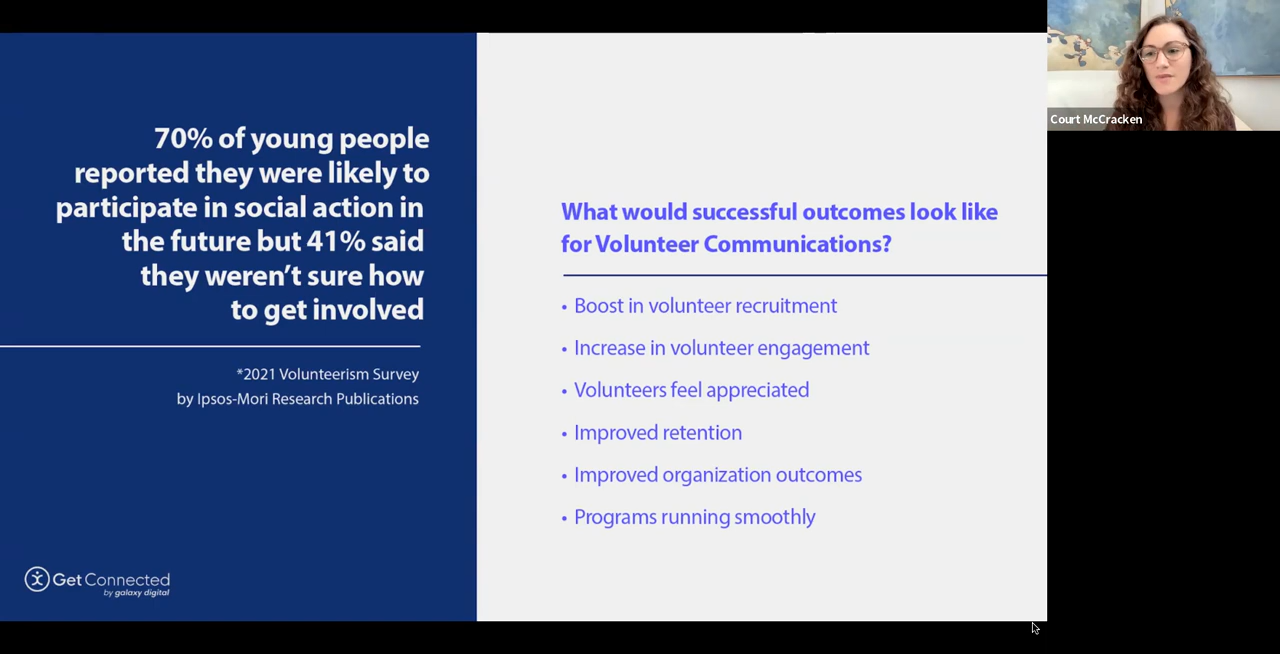 70% of young people
reported they were likely to
participate in social action in
the future but 41% said
they weren't sure how
to get involved
*2021 Volunteerism Survey
by Ipsos-Mori Research Publications
Get Connected
by galaxy digital
What would successful outcomes look like
for Volunteer Communications?
• Boost in volunteer recruitment
• Increase in volunteer engagement
• Volunteers feel appreciated
• Improved retention
• Improved organization outcomes
• Programs running smoothly
Court McCracken